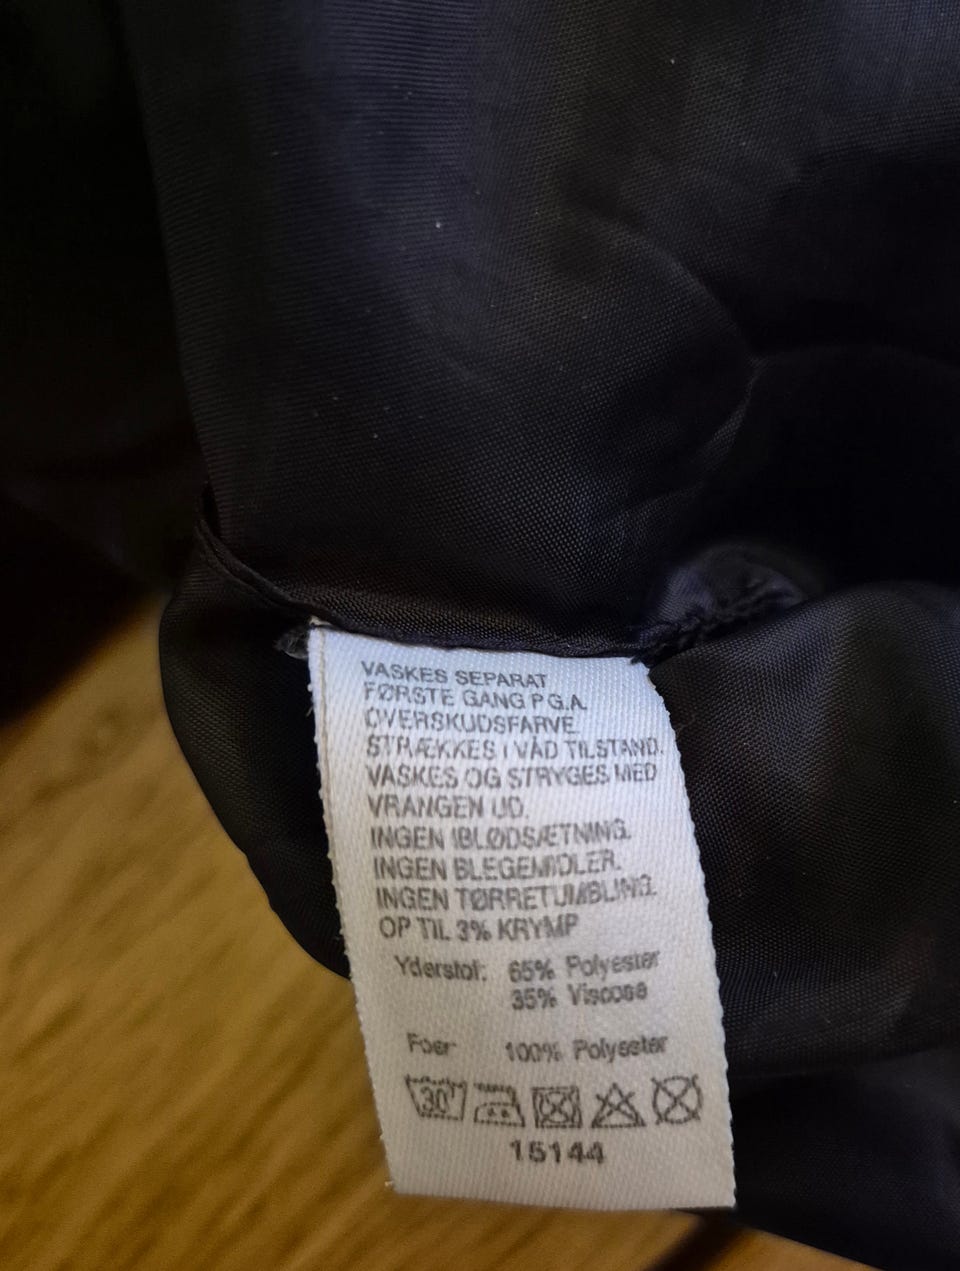 VASKES SEPARAT
FØRSTE GANG P.G.A.
OVERSKUDSFARVE.
STRÆKKES I VÅD TILSTAND.
VASKES OG STRYGES MED
VRANGEN UD.
INGEN IBLØDSÆTNING.
INGEN BLEGEMIDLER.
INGEN TØRRETUMBLING.
OP TIL 3% KRYMP
Yderstof: 65% Polyester
35% Viscose
Foer 100% Polyester
30°
15144